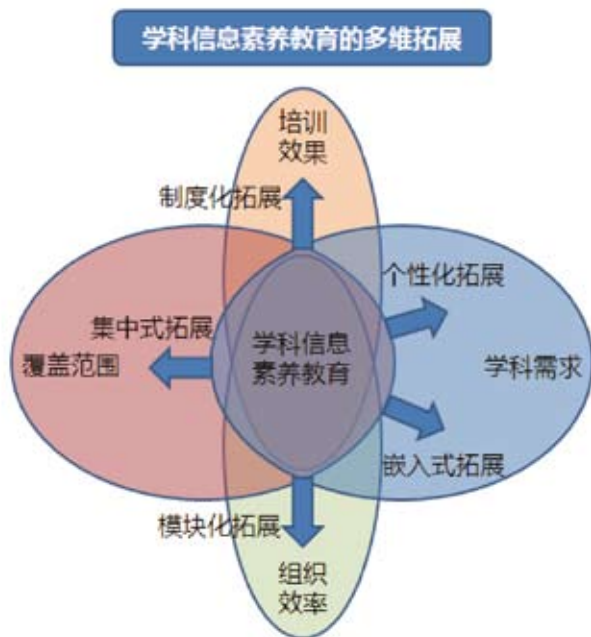 学科信息素养教育的多维拓展
培训
效果
制度化拓展
个性化拓展
集中式拓展
覆盖范围
学科信息
素养教育
学科需求
嵌入式拓展
模块化拓展
组织
效率